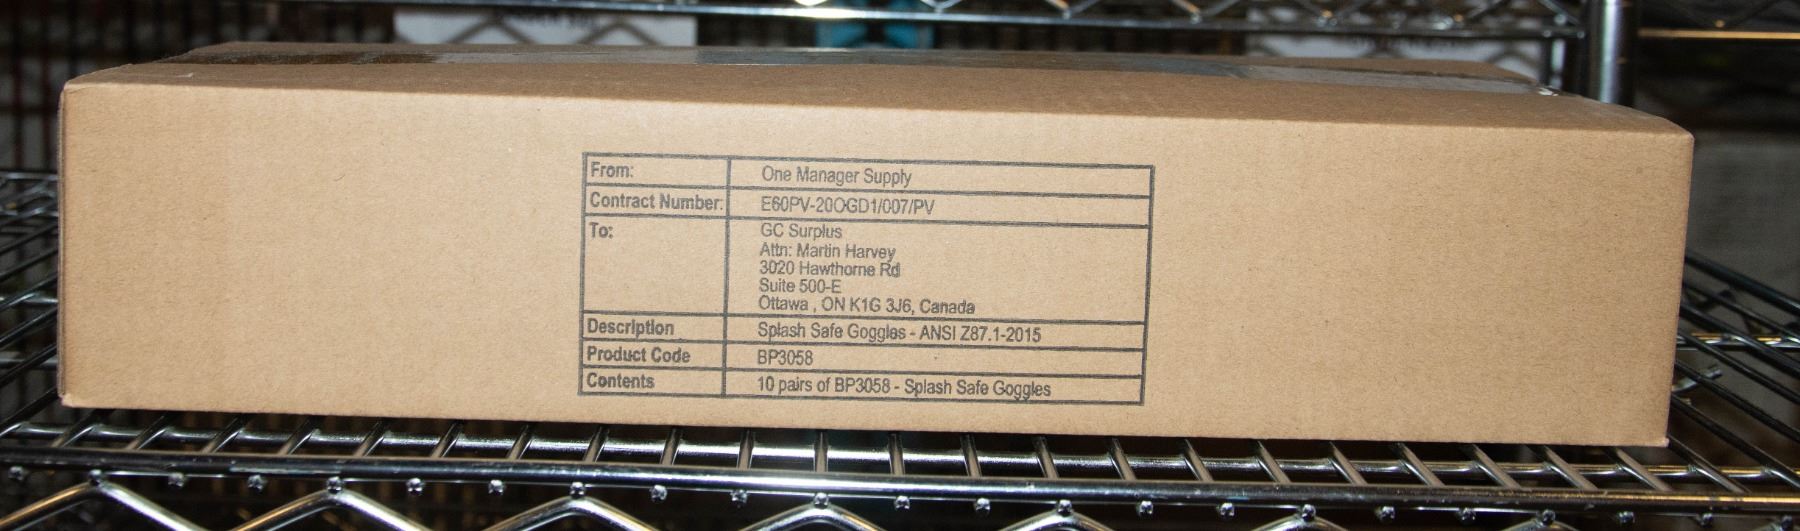 From: One Manager Supply
Contract Number: E60PV-20OGD1/007/PV
To: GC Surplus
Attn: Martin Harvey
3020 Hawthorne Rd
Suite 500-E
Ottawa , ON K1G 3J6, Canada
Description Splash Safe Goggles - ANSI Z87.1-2015
Product Code BP3058
Contents 10 pairs of BP3058 - Splash Safe Goggles